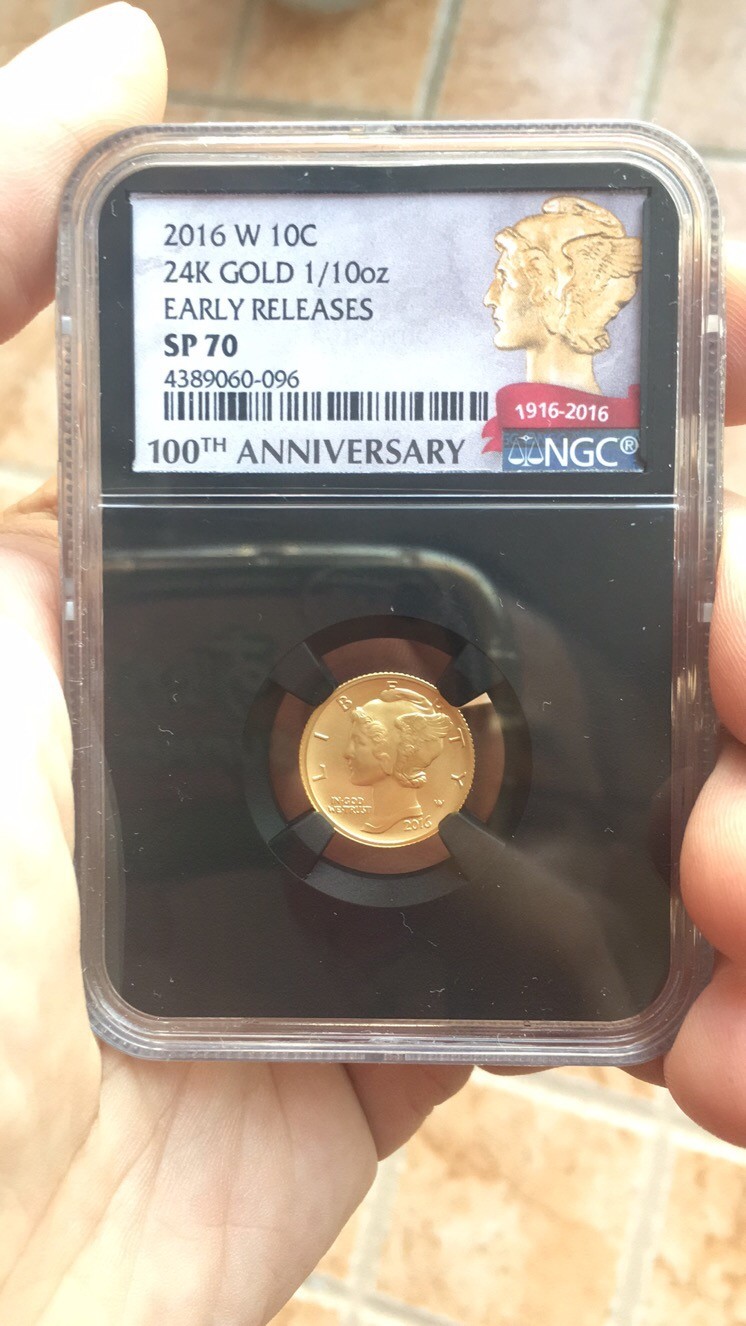 2016 W 10C
24K GOLD 1/10oz
EARLY RELEASES
SP 70
4389060-096
1916-2016
100TH ANNIVERSARY
NGC®
LIBERTY
IN·GOD
WE·TRUST
W
2016